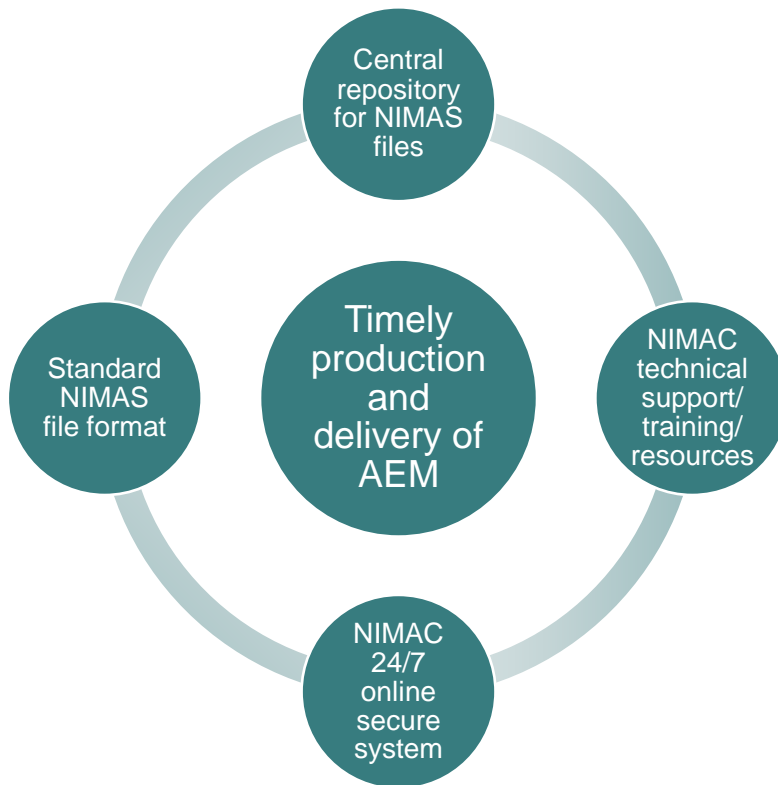 Central
repository
for NIMAS
files
Timely
production
and
delivery of
AEM
Standard
NIMAS
file format
NIMAC
technical
support/
training/
resources
NIMAC
24/7
online
secure
system